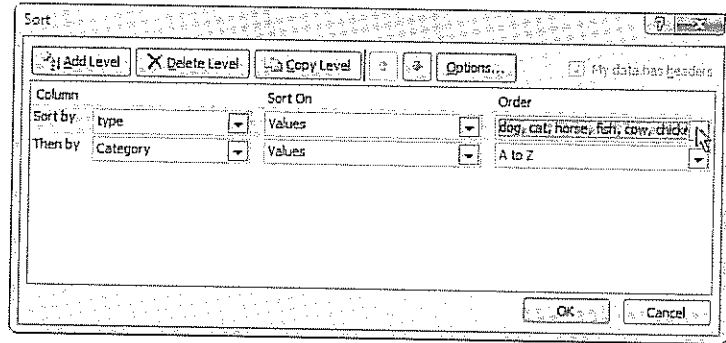 Sort
Add Level Delete Level Copy Level Options... My data has headers
Column Sort On Order
Sort by type Values dog, cat, horse, fish, cow, chick
Then by Category Values A to Z
OK Cancel